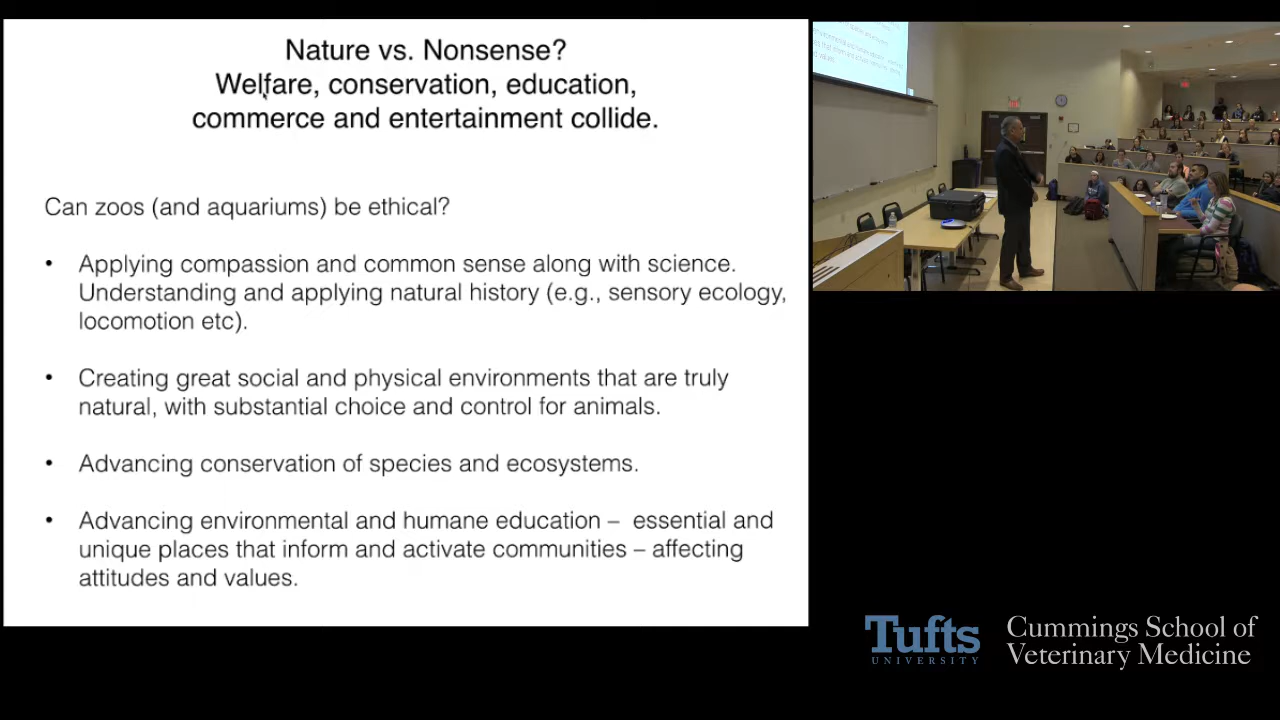 Nature vs. Nonsense?
Welfare, conservation, education,
commerce and entertainment collide.
Can zoos (and aquariums) be ethical?
• Applying compassion and common sense along with science.
Understanding and applying natural history (e.g., sensory ecology,
locomotion etc).
• Creating great social and physical environments that are truly
natural, with substantial choice and control for animals.
• Advancing conservation of species and ecosystems.
• Advancing environmental and humane education – essential and
unique places that inform and activate communities – affecting
attitudes and values.
Tufts
UNIVERSITY
Cummings School of
Veterinary Medicine